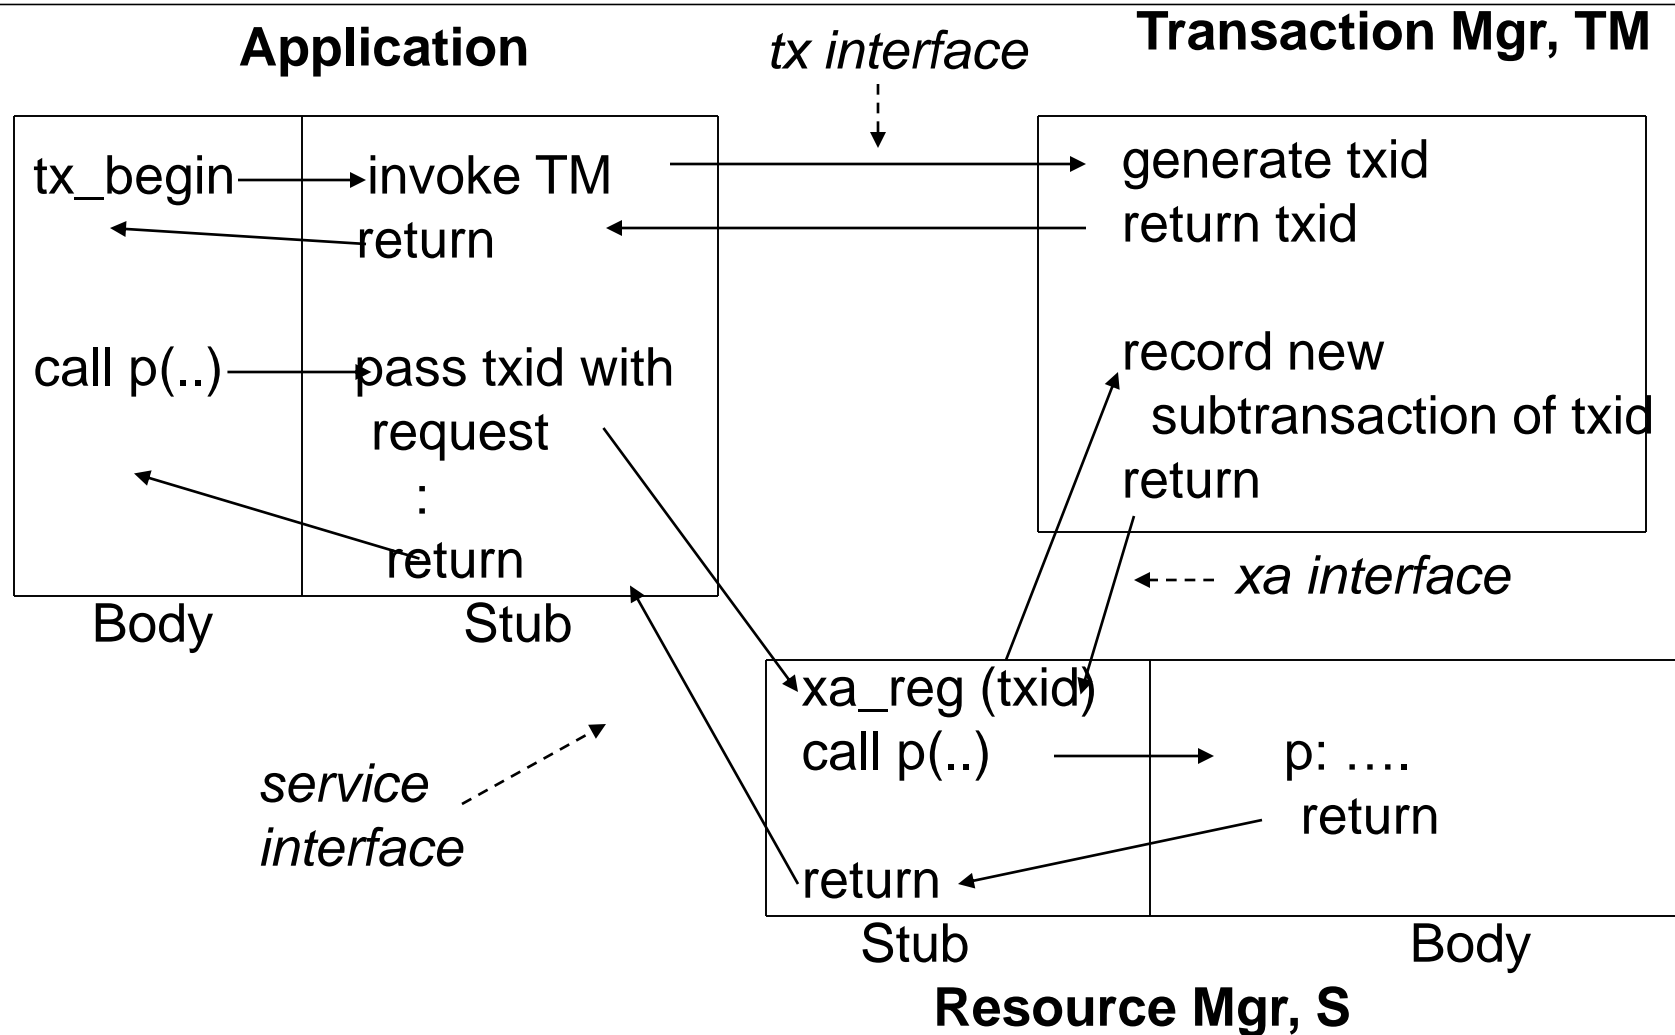 Application
tx interface
Transaction Mgr, TM
tx_begin
invoke TM
return
generate txid
return txid
call p(..)
pass txid with
request
:
return
record new
subtransaction of txid
return
Body
Stub
xa interface
service
interface
xa_reg (txid)
call p(..)
return
p: ….
return
Stub
Body
Resource Mgr, S